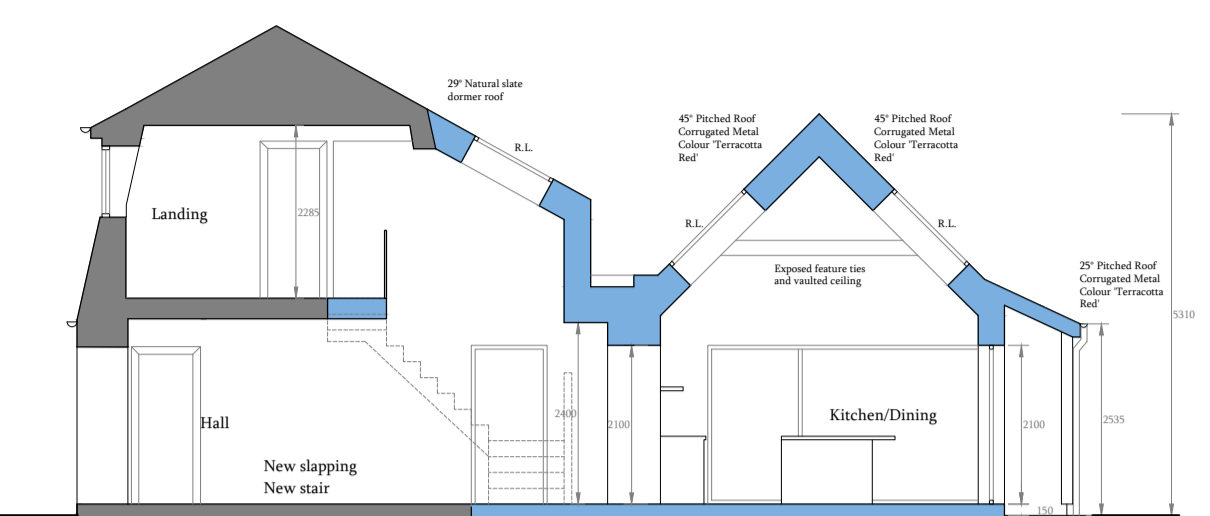 29° Natural slate
dormer roof
45° Pitched Roof
Corrugated Metal
Colour 'Terracotta
Red'
45° Pitched Roof
Corrugated Metal
Colour 'Terracotta
Red'
R.L.
Landing
2285
R.L.
R.L.
Exposed feature ties
and vaulted ceiling
25° Pitched Roof
Corrugated Metal
Colour 'Terracotta
Red'
5310
Hall
2400
2100
Kitchen/Dining
2100
2535
New slapping
New stair
150